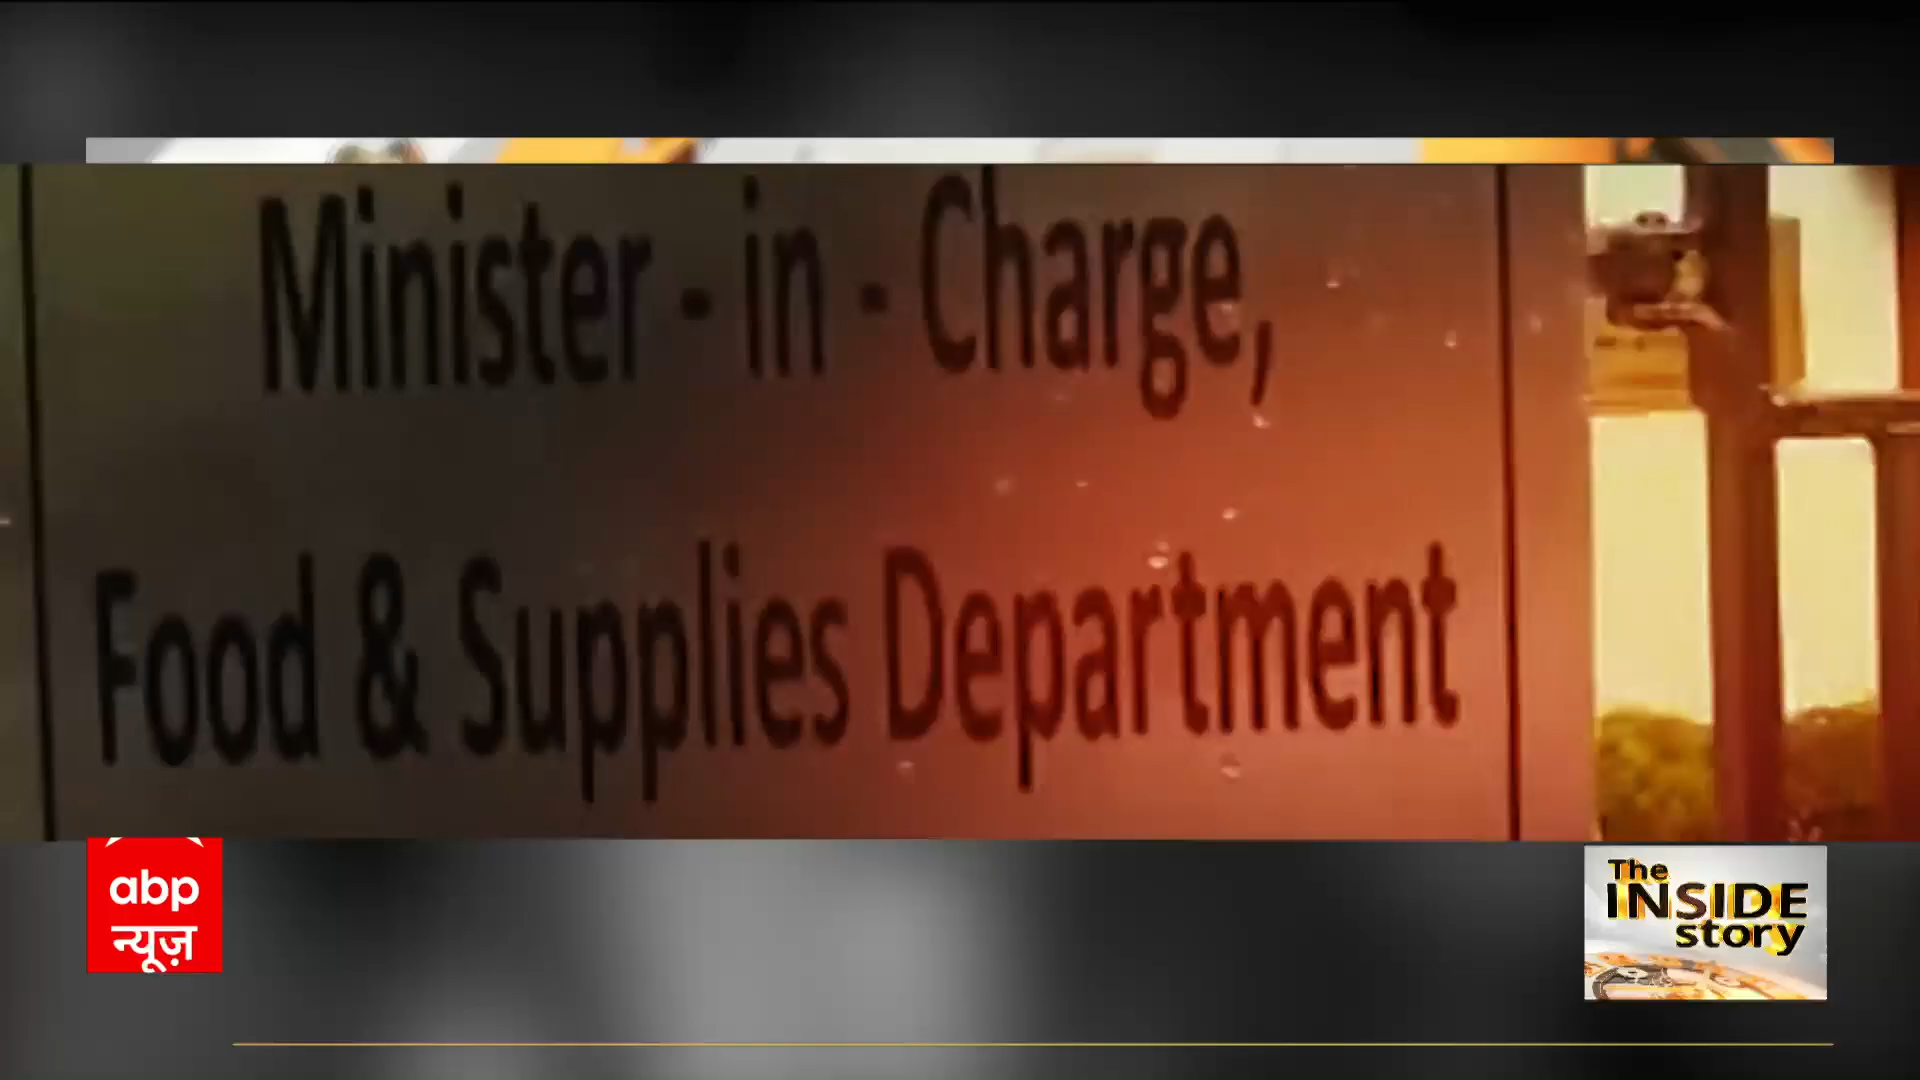 Minister - in - Charge,
Food & Supplies Department
abp
न्यूज़
The
INSIDE
story